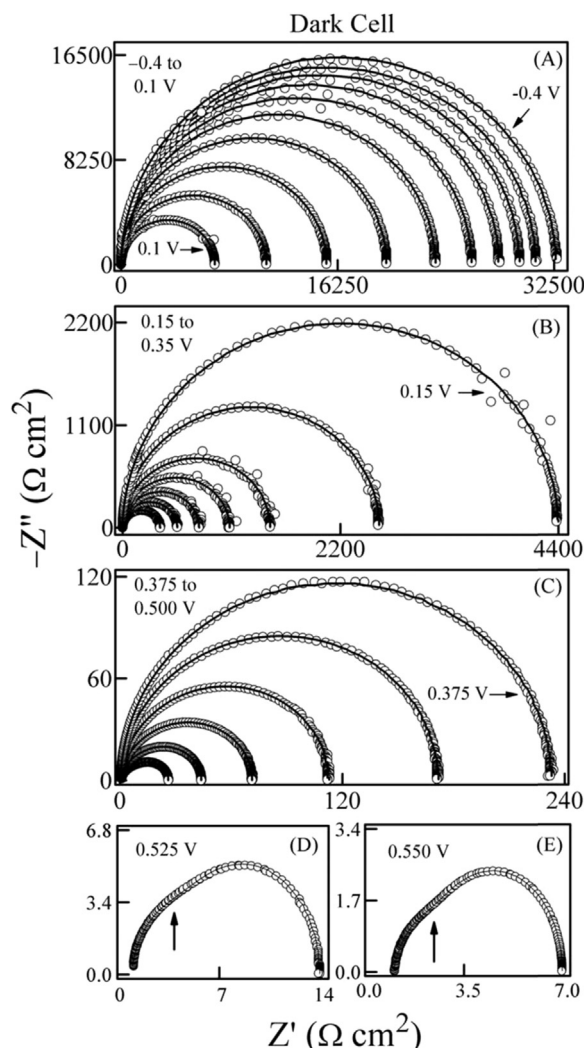 Dark Cell
16500
–0.4 to
0.1 V
(A)
-0.4 V
8250
0.1 V
0
0
16250
32500
2200
0.15 to
0.35 V
(B)
0.15 V
1100
0
0
2200
4400
–Z" (Ω cm²)
120
0.375 to
0.500 V
(C)
60
0.375 V
0
0
120
240
6.8
0.525 V
(D)
3.4
0.0
0
7
14
3.4
0.550 V
(E)
1.7
0.0
0.0
3.5
7.0
Z' (Ω cm²)